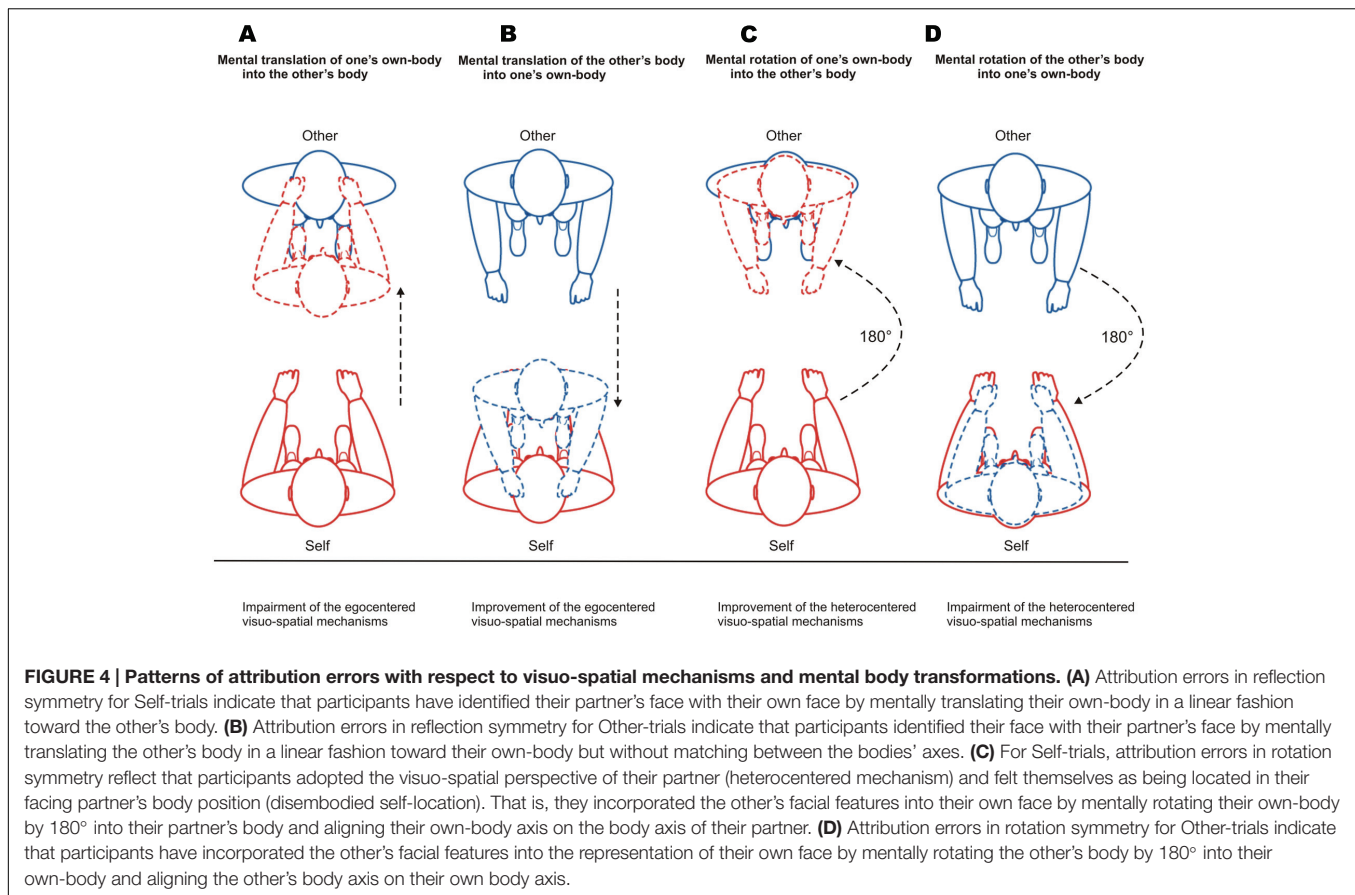 A
B
C
D
Mental translation of one's own-body
into the other's body
Mental translation of the other's body
into one's own-body
Mental rotation of one's own-body
into the other's body
Mental rotation of the other's body
into one's own-body
Other
Other
Other
Other
180°
180°
Self
Self
Self
Self
Impairment of the egocentered
visuo-spatial mechanisms
Improvement of the egocentered
visuo-spatial mechanisms
Improvement of the heterocentered
visuo-spatial mechanisms
Impairment of the heterocentered
visuo-spatial mechanisms
FIGURE 4 | Patterns of attribution errors with respect to visuo-spatial mechanisms and mental body transformations. (A) Attribution errors in reflection
symmetry for Self-trials indicate that participants have identified their partner's face with their own face by mentally translating their own-body in a linear fashion
toward the other's body. (B) Attribution errors in reflection symmetry for Other-trials indicate that participants identified their face with their partner's face by mentally
translating the other's body in a linear fashion toward their own-body but without matching between the bodies' axes. (C) For Self-trials, attribution errors in rotation
symmetry reflect that participants adopted the visuo-spatial perspective of their partner (heterocentered mechanism) and felt themselves as being located in their
facing partner's body position (disembodied self-location). That is, they incorporated the other's facial features into their own face by mentally rotating their own-body
by 180° into their partner's body and aligning their own-body axis on the body axis of their partner. (D) Attribution errors in rotation symmetry for Other-trials indicate
that participants have incorporated the other's facial features into the representation of their own face by mentally rotating the other's body by 180° into their
own-body and aligning the other's body axis on their own body axis.